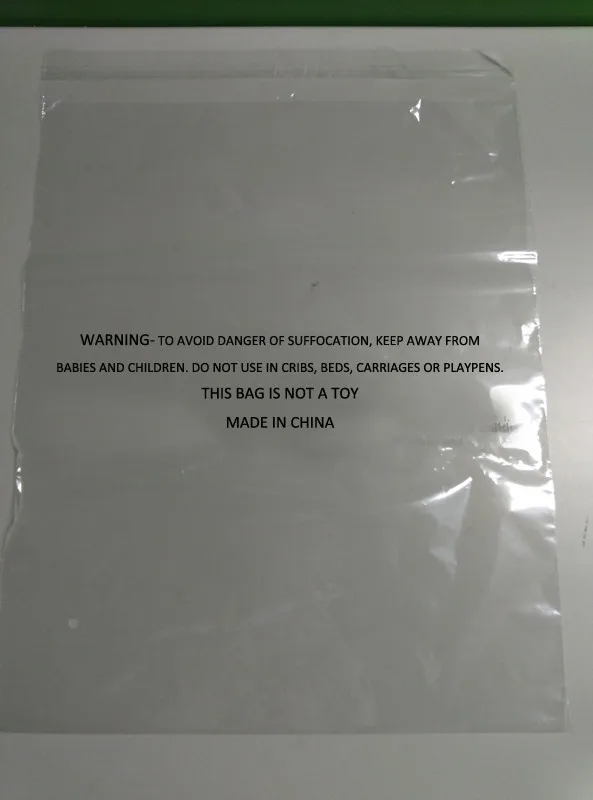 WARNING- TO AVOID DANGER OF SUFFOCATION, KEEP AWAY FROM
BABIES AND CHILDREN. DO NOT USE IN CRIBS, BEDS, CARRIAGES OR PLAYPENS.
THIS BAG IS NOT A TOY
MADE IN CHINA